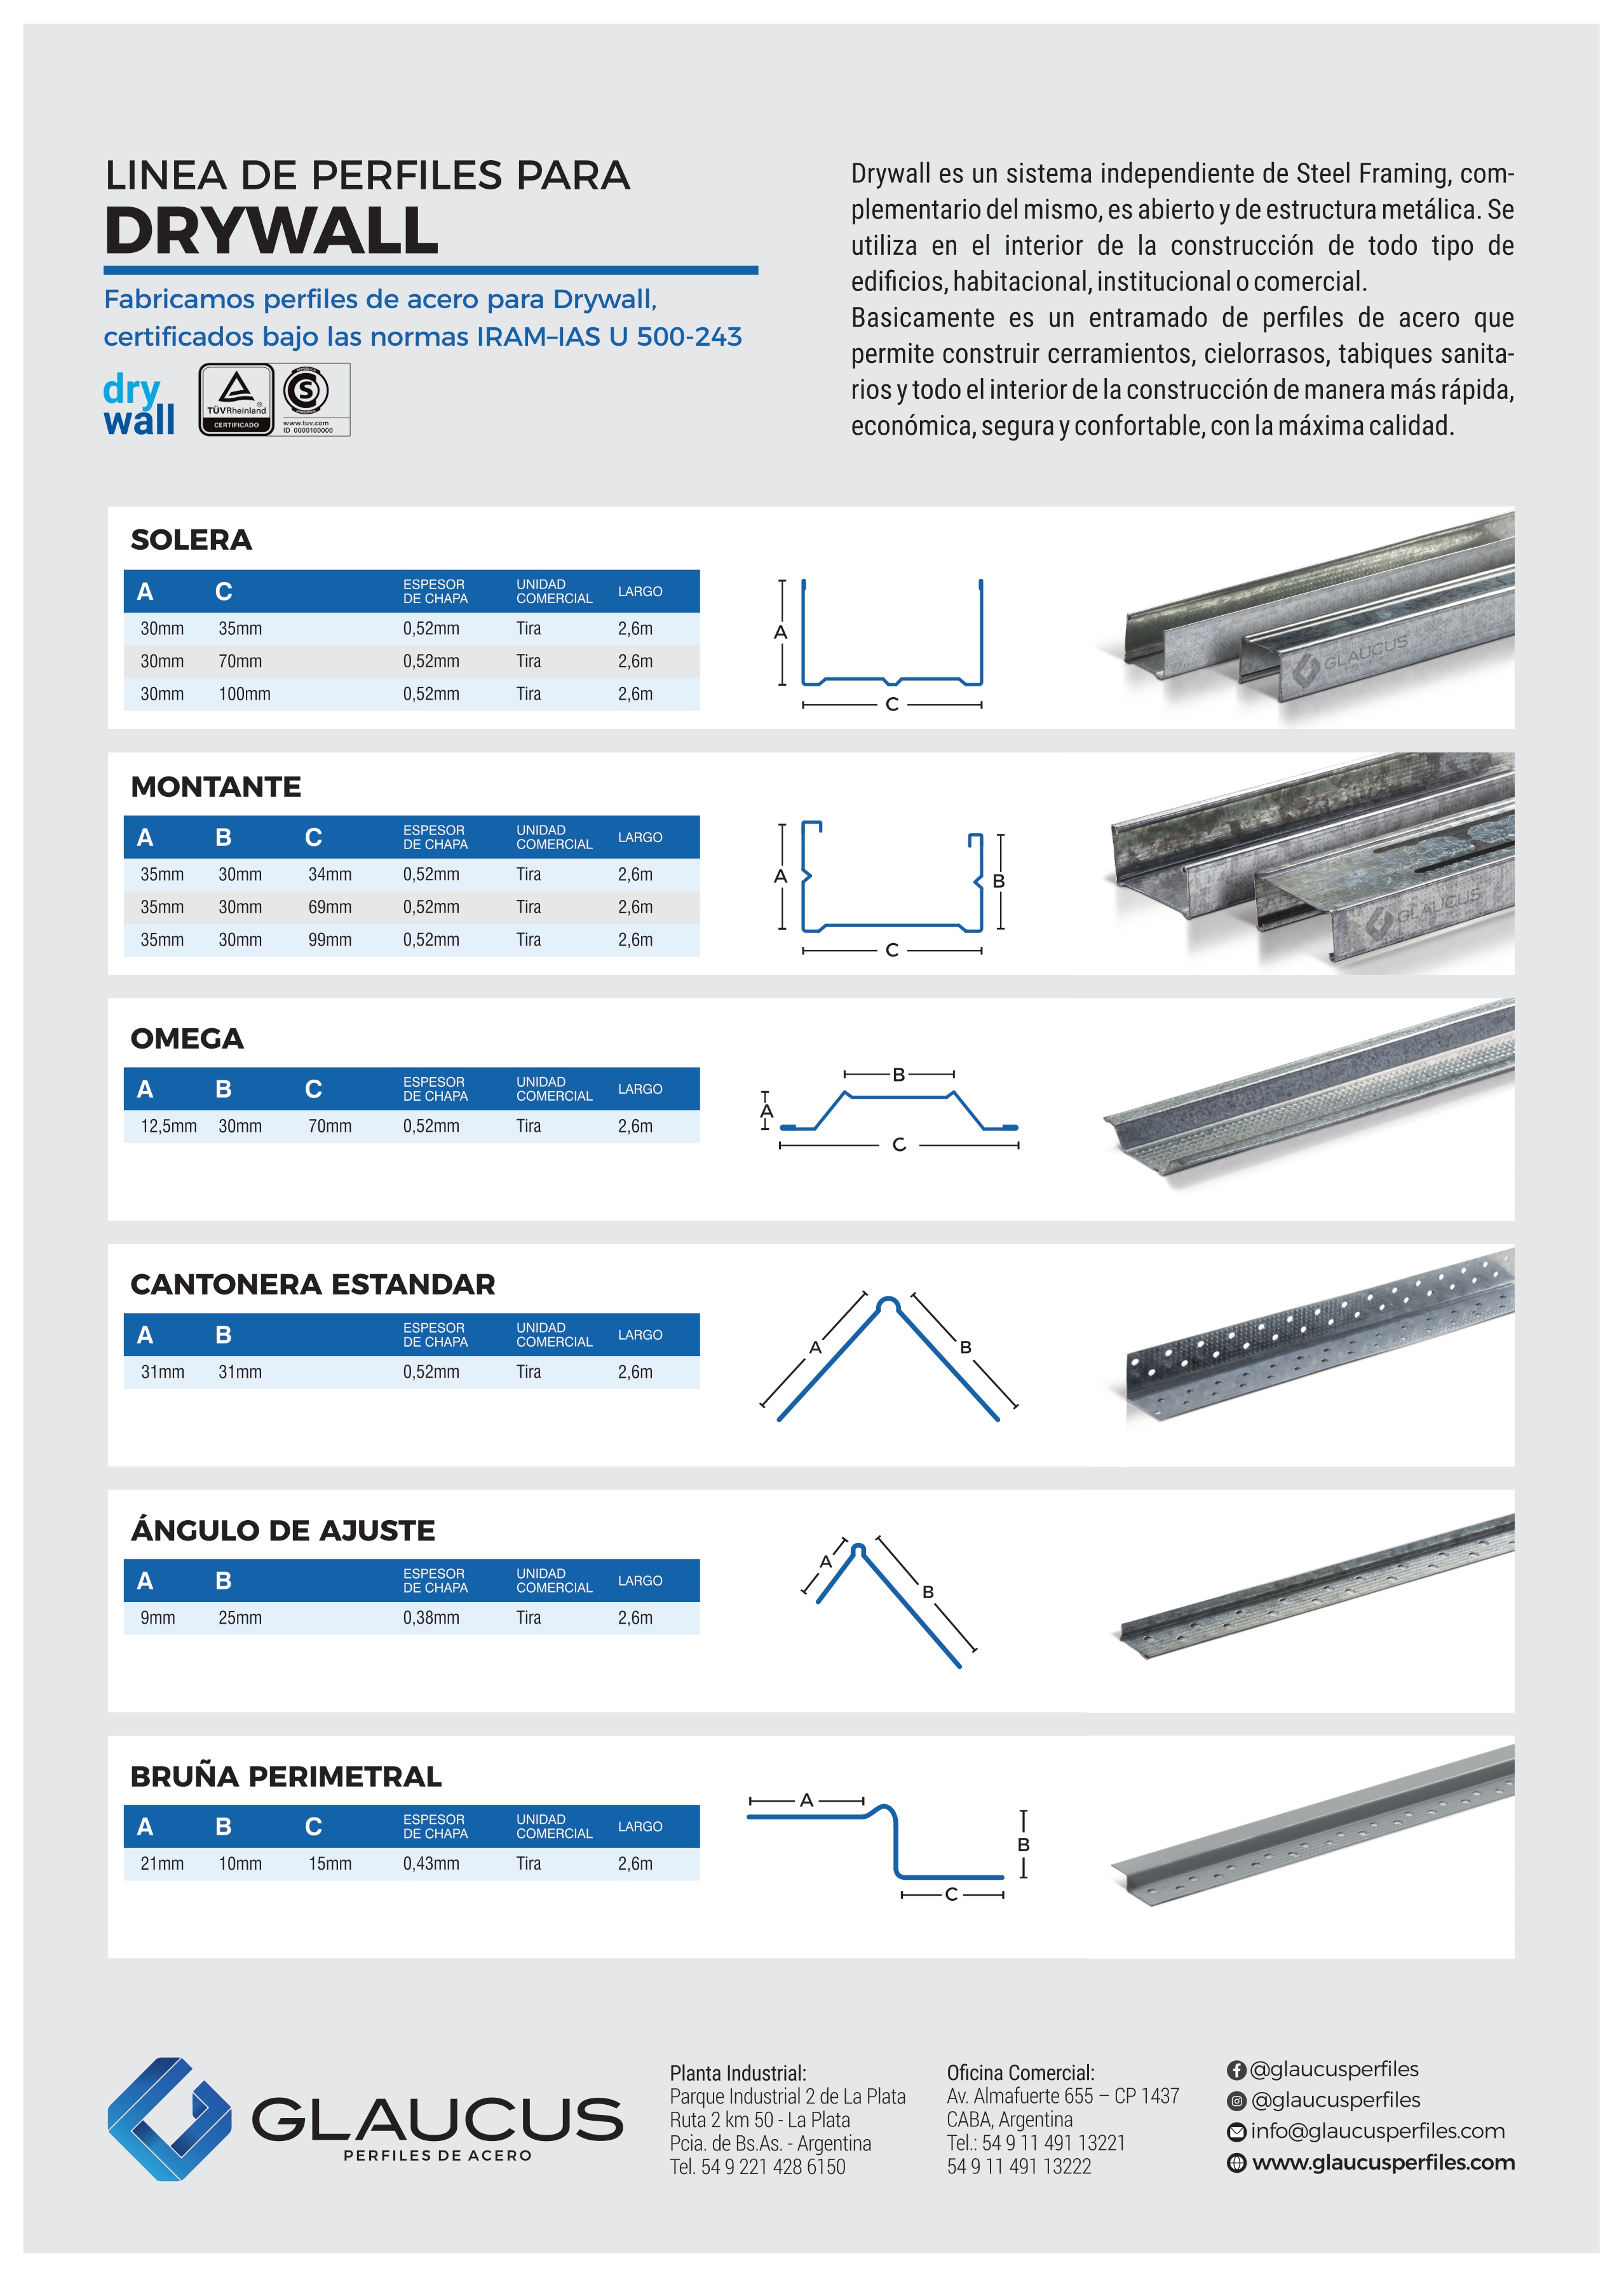 LINEA DE PERFILES PARA
DRYWALL
Fabricamos perfiles de acero para Drywall,
certificados bajo las normas IRAM–IAS U 500-243
dry
wall
TÜVRheinland ®
CERTIFICADO
S
www.tuv.com
ID 0000100000
Drywall es un sistema independiente de Steel Framing, com-
plementario del mismo, es abierto y de estructura metálica. Se
utiliza en el interior de la construcción de todo tipo de
edificios, habitacional, institucional o comercial.
Basicamente es un entramado de perfiles de acero que
permite construir cerramientos, cielorrasos, tabiques sanita-
rios y todo el interior de la construcción de manera más rápida,
económica, segura y confortable, con la máxima calidad.
SOLERA
A C ESPESOR DE CHAPA UNIDAD COMERCIAL LARGO
30mm 35mm 0,52mm Tira 2,6m
30mm 70mm 0,52mm Tira 2,6m
30mm 100mm 0,52mm Tira 2,6m
A
C
GLAUCUS
MONTANTE
A B C ESPESOR DE CHAPA UNIDAD COMERCIAL LARGO
35mm 30mm 34mm 0,52mm Tira 2,6m
35mm 30mm 69mm 0,52mm Tira 2,6m
35mm 30mm 99mm 0,52mm Tira 2,6m
A
B
C
GLAUCUS
OMEGA
A B C ESPESOR DE CHAPA UNIDAD COMERCIAL LARGO
12,5mm 30mm 70mm 0,52mm Tira 2,6m
B
A
C
CANTONERA ESTANDAR
A B ESPESOR DE CHAPA UNIDAD COMERCIAL LARGO
31mm 31mm 0,52mm Tira 2,6m
A
B
ÁNGULO DE AJUSTE
A B ESPESOR DE CHAPA UNIDAD COMERCIAL LARGO
9mm 25mm 0,38mm Tira 2,6m
A
B
BRUÑA PERIMETRAL
A B C ESPESOR DE CHAPA UNIDAD COMERCIAL LARGO
21mm 10mm 15mm 0,43mm Tira 2,6m
A
B
C
GLAUCUS
PERFILES DE ACERO
Planta Industrial:
Parque Industrial 2 de La Plata
Ruta 2 km 50 - La Plata
Pcia. de Bs.As. - Argentina
Tel. 54 9 221 428 6150
Oficina Comercial:
Av. Almafuerte 655 – CP 1437
CABA, Argentina
Tel.: 54 9 11 491 13221
54 9 11 491 13222
@glaucusperfiles
@glaucusperfiles
info@glaucusperfiles.com
www.glaucusperfiles.com